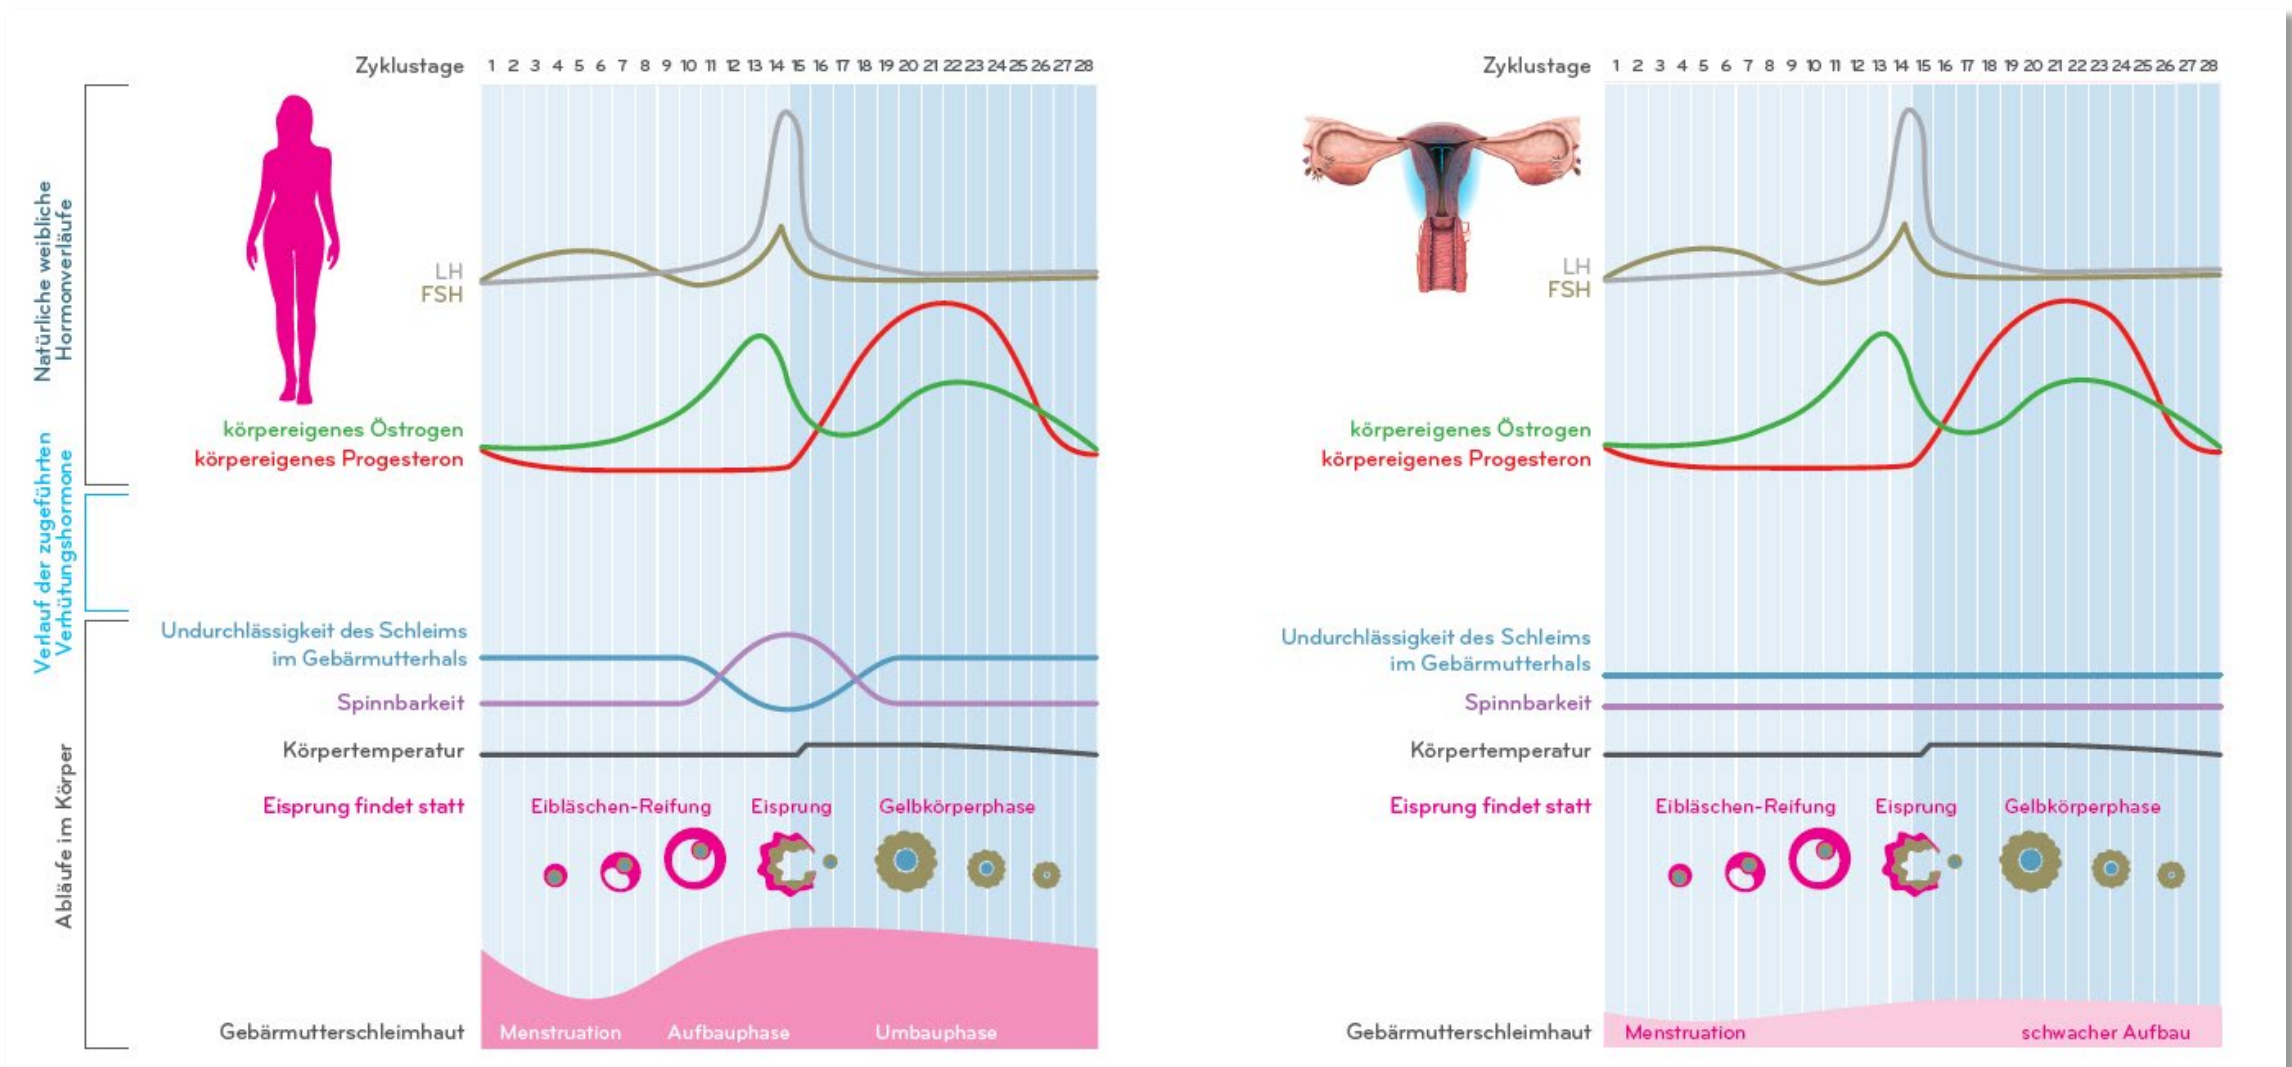 Zyklustage 1 2 3 4 5 6 7 8 9 10 11 12 13 14 15 16 17 18 19 20 21 22 23 24 25 26 27 28
Natürliche weibliche
Hormonverläufe
LH
FSH
körpereigenes Östrogen
körpereigenes Progesteron
Verlauf der zugeführten
Verhütungshormone
Abläufe im Körper
Undurchlässigkeit des Schleims
im Gebärmutterhals
Spinnbarkeit
Körpertemperatur
Eisprung findet statt
Eibläschen-Reifung Eisprung Gelbkörperphase
Gebärmutterschleimhaut
Menstruation Aufbauphase Umbauphase
Zyklustage 1 2 3 4 5 6 7 8 9 10 11 12 13 14 15 16 17 18 19 20 21 22 23 24 25 26 27 28
LH
FSH
körpereigenes Östrogen
körpereigenes Progesteron
Undurchlässigkeit des Schleims
im Gebärmutterhals
Spinnbarkeit
Körpertemperatur
Eisprung findet statt
Eibläschen-Reifung Eisprung Gelbkörperphase
Gebärmutterschleimhaut
Menstruation schwacher Aufbau